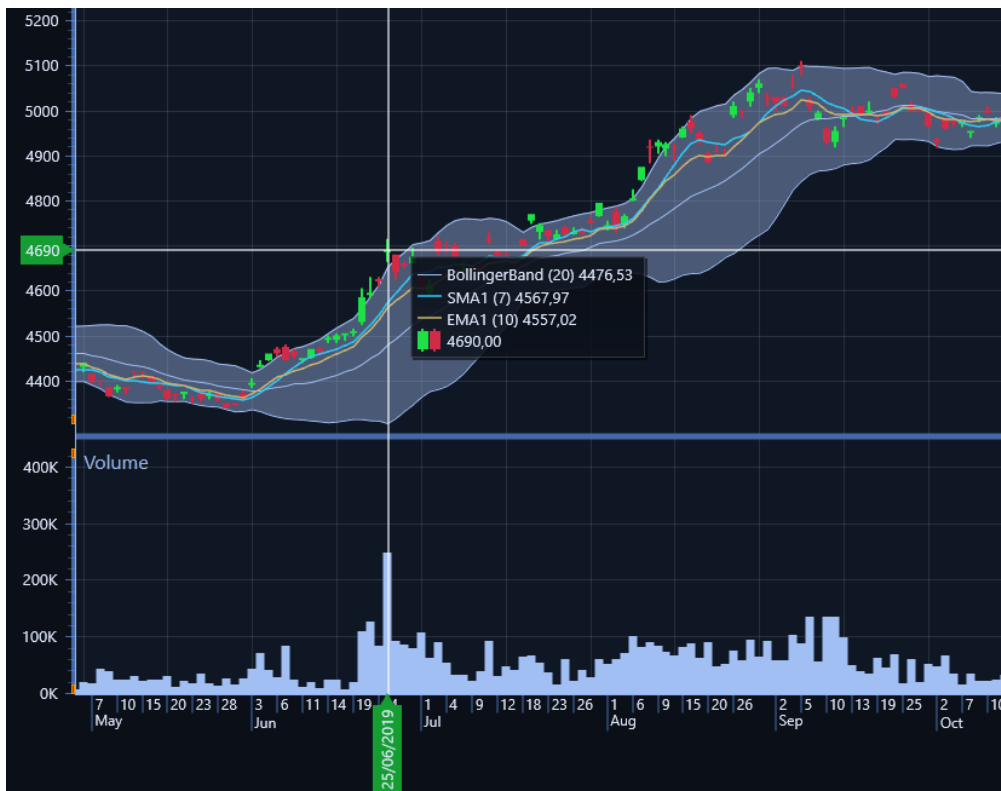 5200
5100
5000
4900
4800
4690
4600
4500
4400
BollingerBand (20) 4476,53
SMA1 (7) 4567,97
EMA1 (10) 4557,02
4690,00
Volume
400K
300K
200K
100K
0K
7 10 15 20 23 28 3 6 11 14 19 1 4 9 12 18 23 26 1 6 9 15 20 26 2 5 10 13 19 25 2 7 10
May Jun Jul Aug Sep Oct
25/06/2019